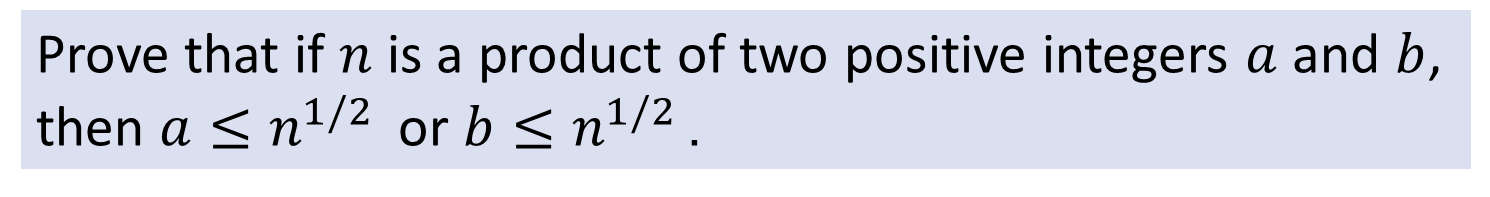 Prove that if 𝑛 is a product of two positive integers 𝑎 and 𝑏,
then 𝑎 ≤ 𝑛^{1/2} or 𝑏 ≤ 𝑛^{1/2} .